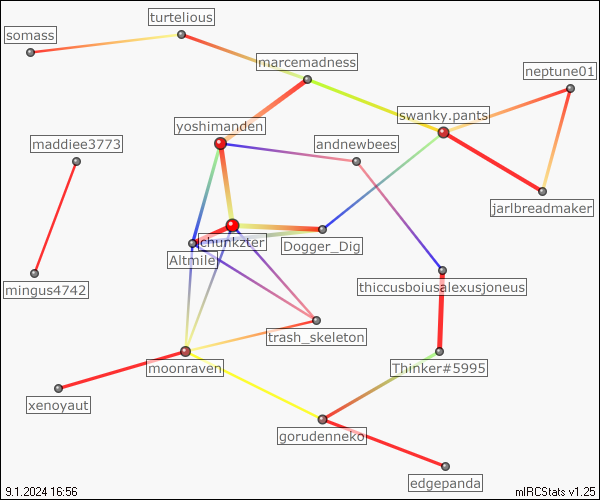 turtelious
somass
marcemadness
neptune01
swanky.pants
yoshimanden
maddiee3773
andnewbees
jarlbreadmaker
chunkzter
Dogger_Dig
Altmile
mingus4742
thiccusboiusalexusjoneus
trash_skeleton
moonraven
Thinker#5995
xenoyaut
gorudenneko
edgepanda
9.1.2024 16:56
mIRCStats v1.25